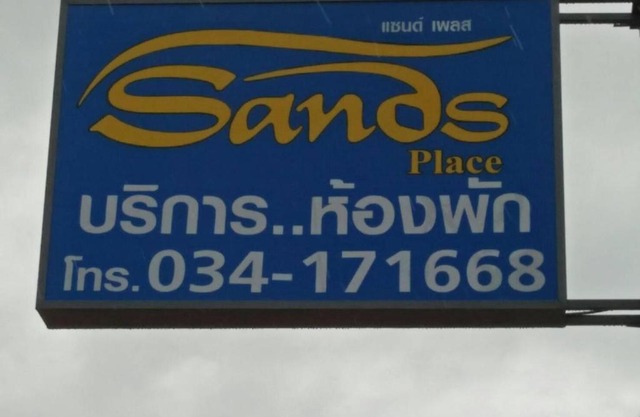 แซนด์ เพลส
Sands
Place
บริการ..ห้องพัก
โทร. 034-171668